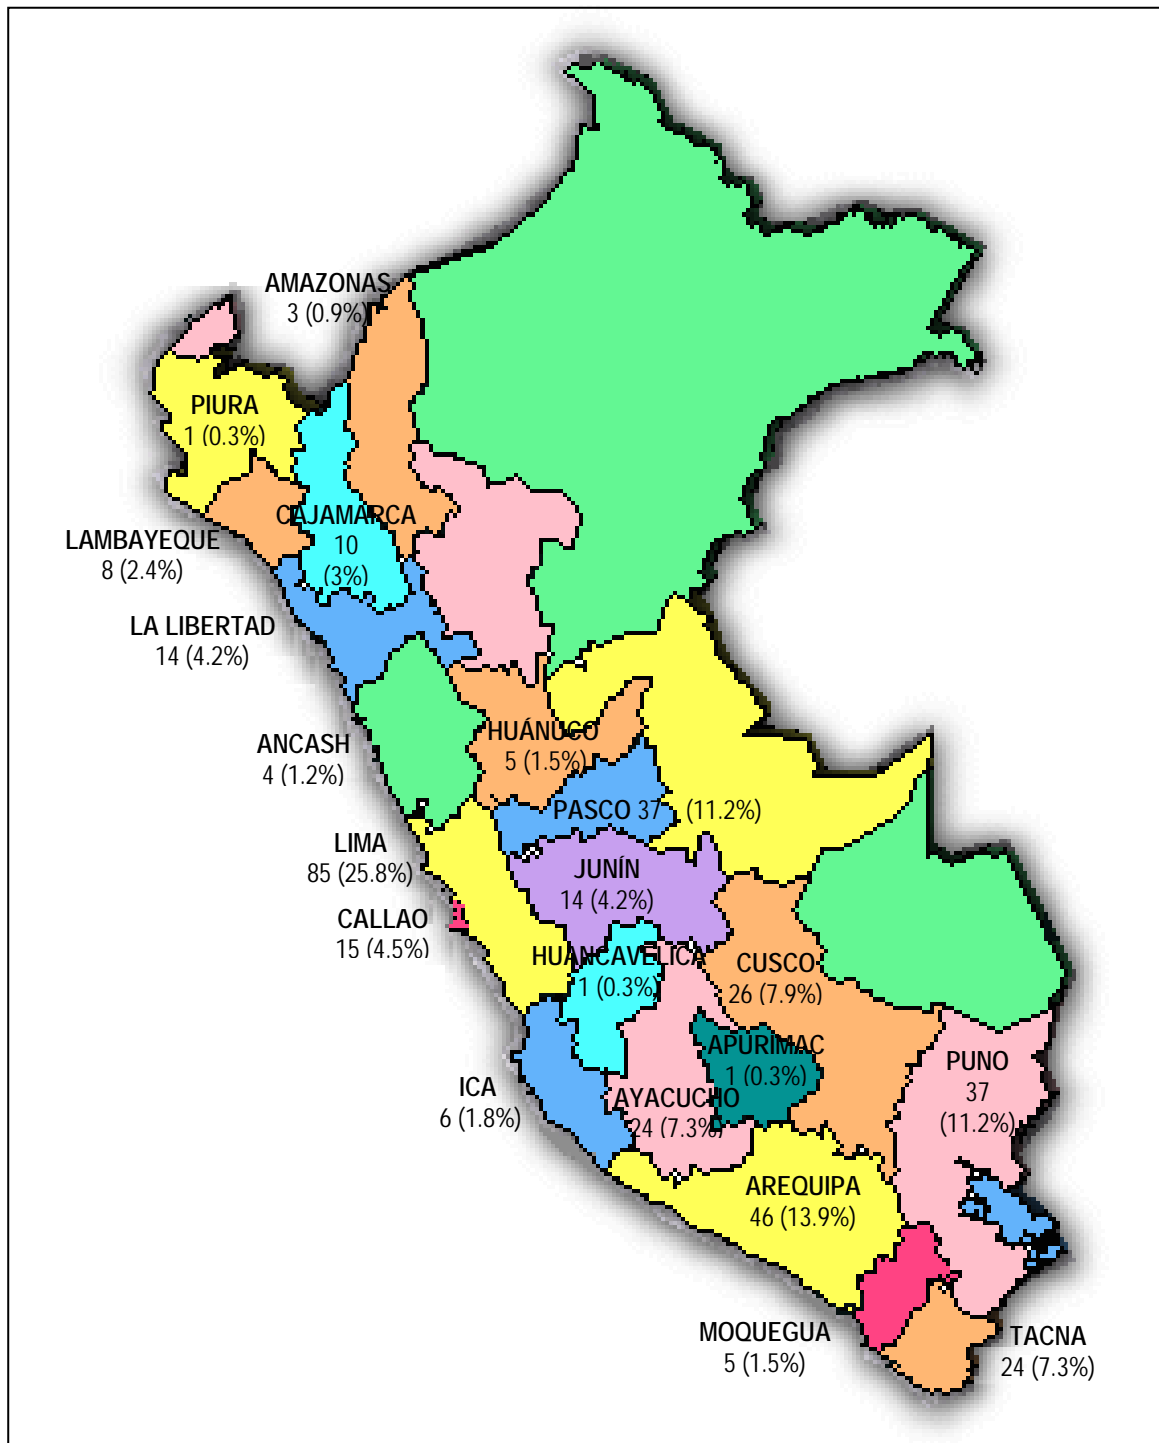 AMAZONAS
3 (0.9%)
PIURA
1 (0.3%)
CAJAMARCA
10
(3%)
LAMBAYEQUE
8 (2.4%)
LA LIBERTAD
14 (4.2%)
HUÁNUCO
5 (1.5%)
ANCASH
4 (1.2%)
PASCO 37 (11.2%)
LIMA
85 (25.8%)
JUNÍN
14 (4.2%)
CALLAO
15 (4.5%)
HUANCAVELICA
1 (0.3%)
CUSCO
26 (7.9%)
APURIMAC
1 (0.3%)
PUNO
37
(11.2%)
ICA
6 (1.8%)
AYACUCHO
24 (7.3%)
AREQUIPA
46 (13.9%)
MOQUEGUA
5 (1.5%)
TACNA
24 (7.3%)